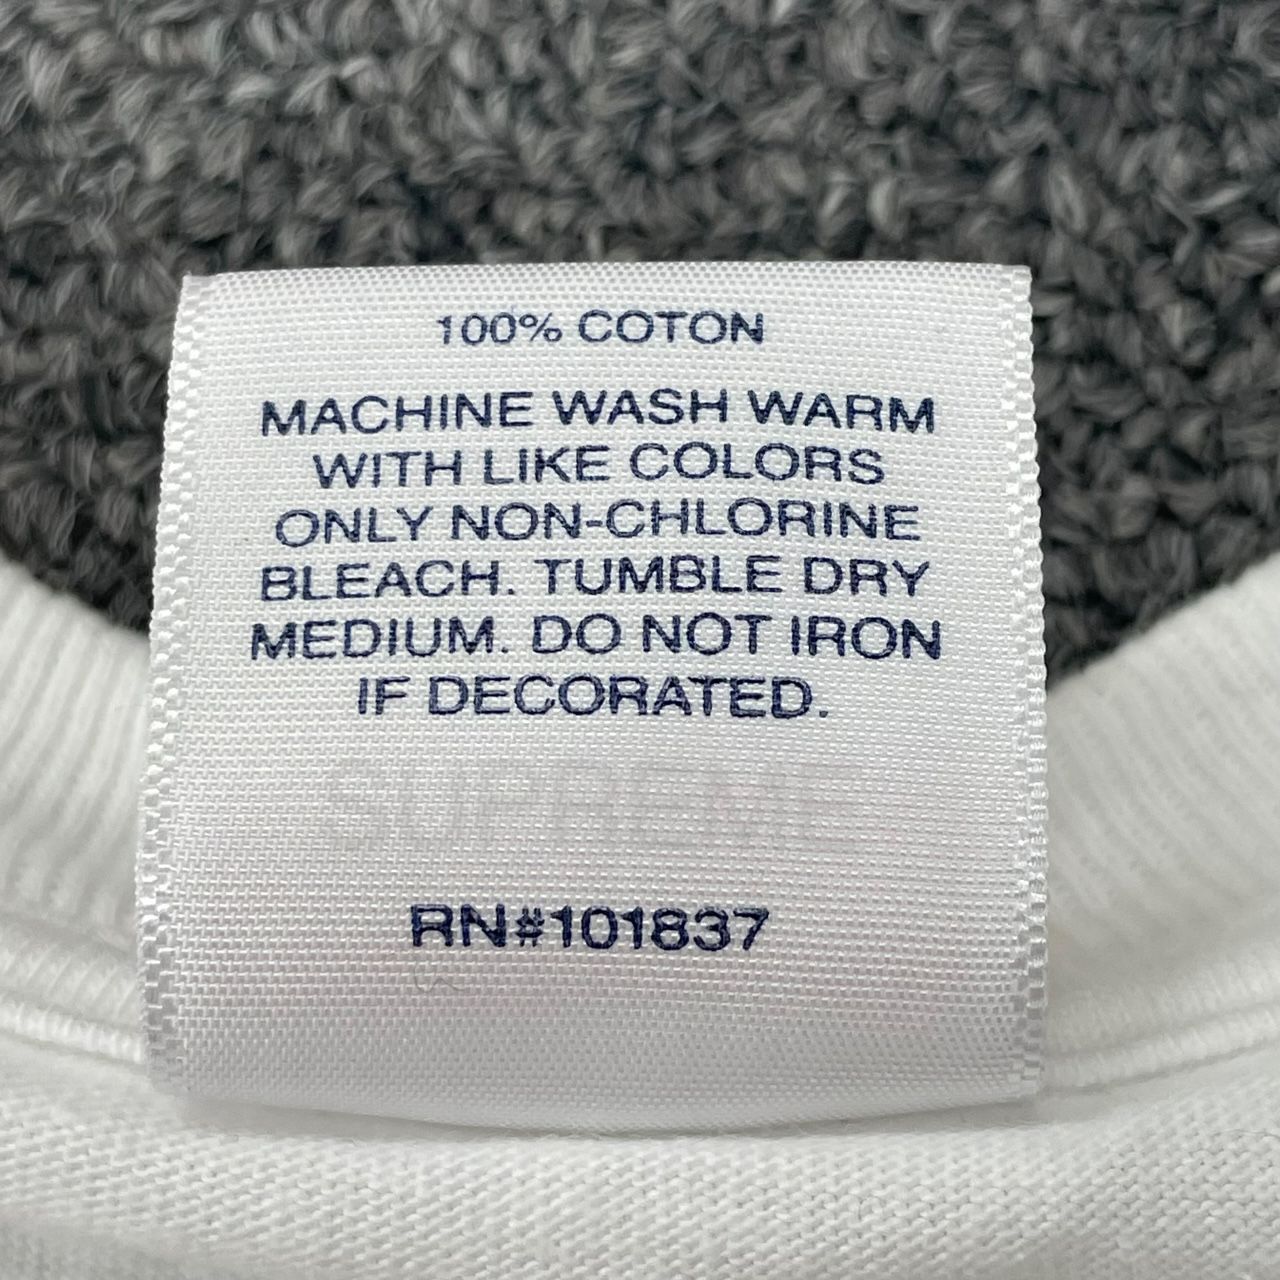 100% COTON
MACHINE WASH WARM
WITH LIKE COLORS
ONLY NON-CHLORINE
BLEACH. TUMBLE DRY
MEDIUM. DO NOT IRON
IF DECORATED.
SUPREME
RN#101837